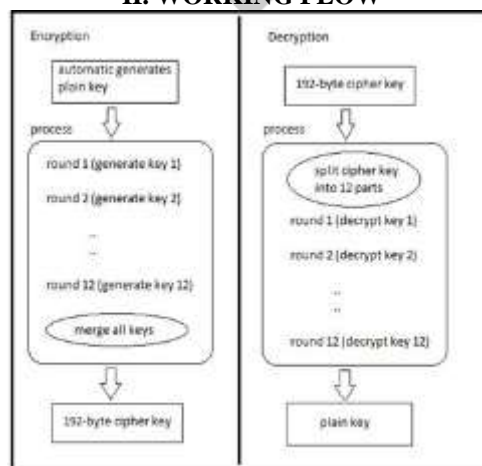 II. WORKING FLOW
Encryption
automatic generates
plain key
process
round 1 (generate key 1)
round 2 (generate key 2)
..
..
round 12 (generate key 12)
merge all keys
192-byte cipher key
Decryption
192-byte cipher key
process
split cipher key
into 12 parts
round 1 (decrypt key 1)
round 2 (decrypt key 2)
..
..
round 12 (decrypt key 12)
plain key